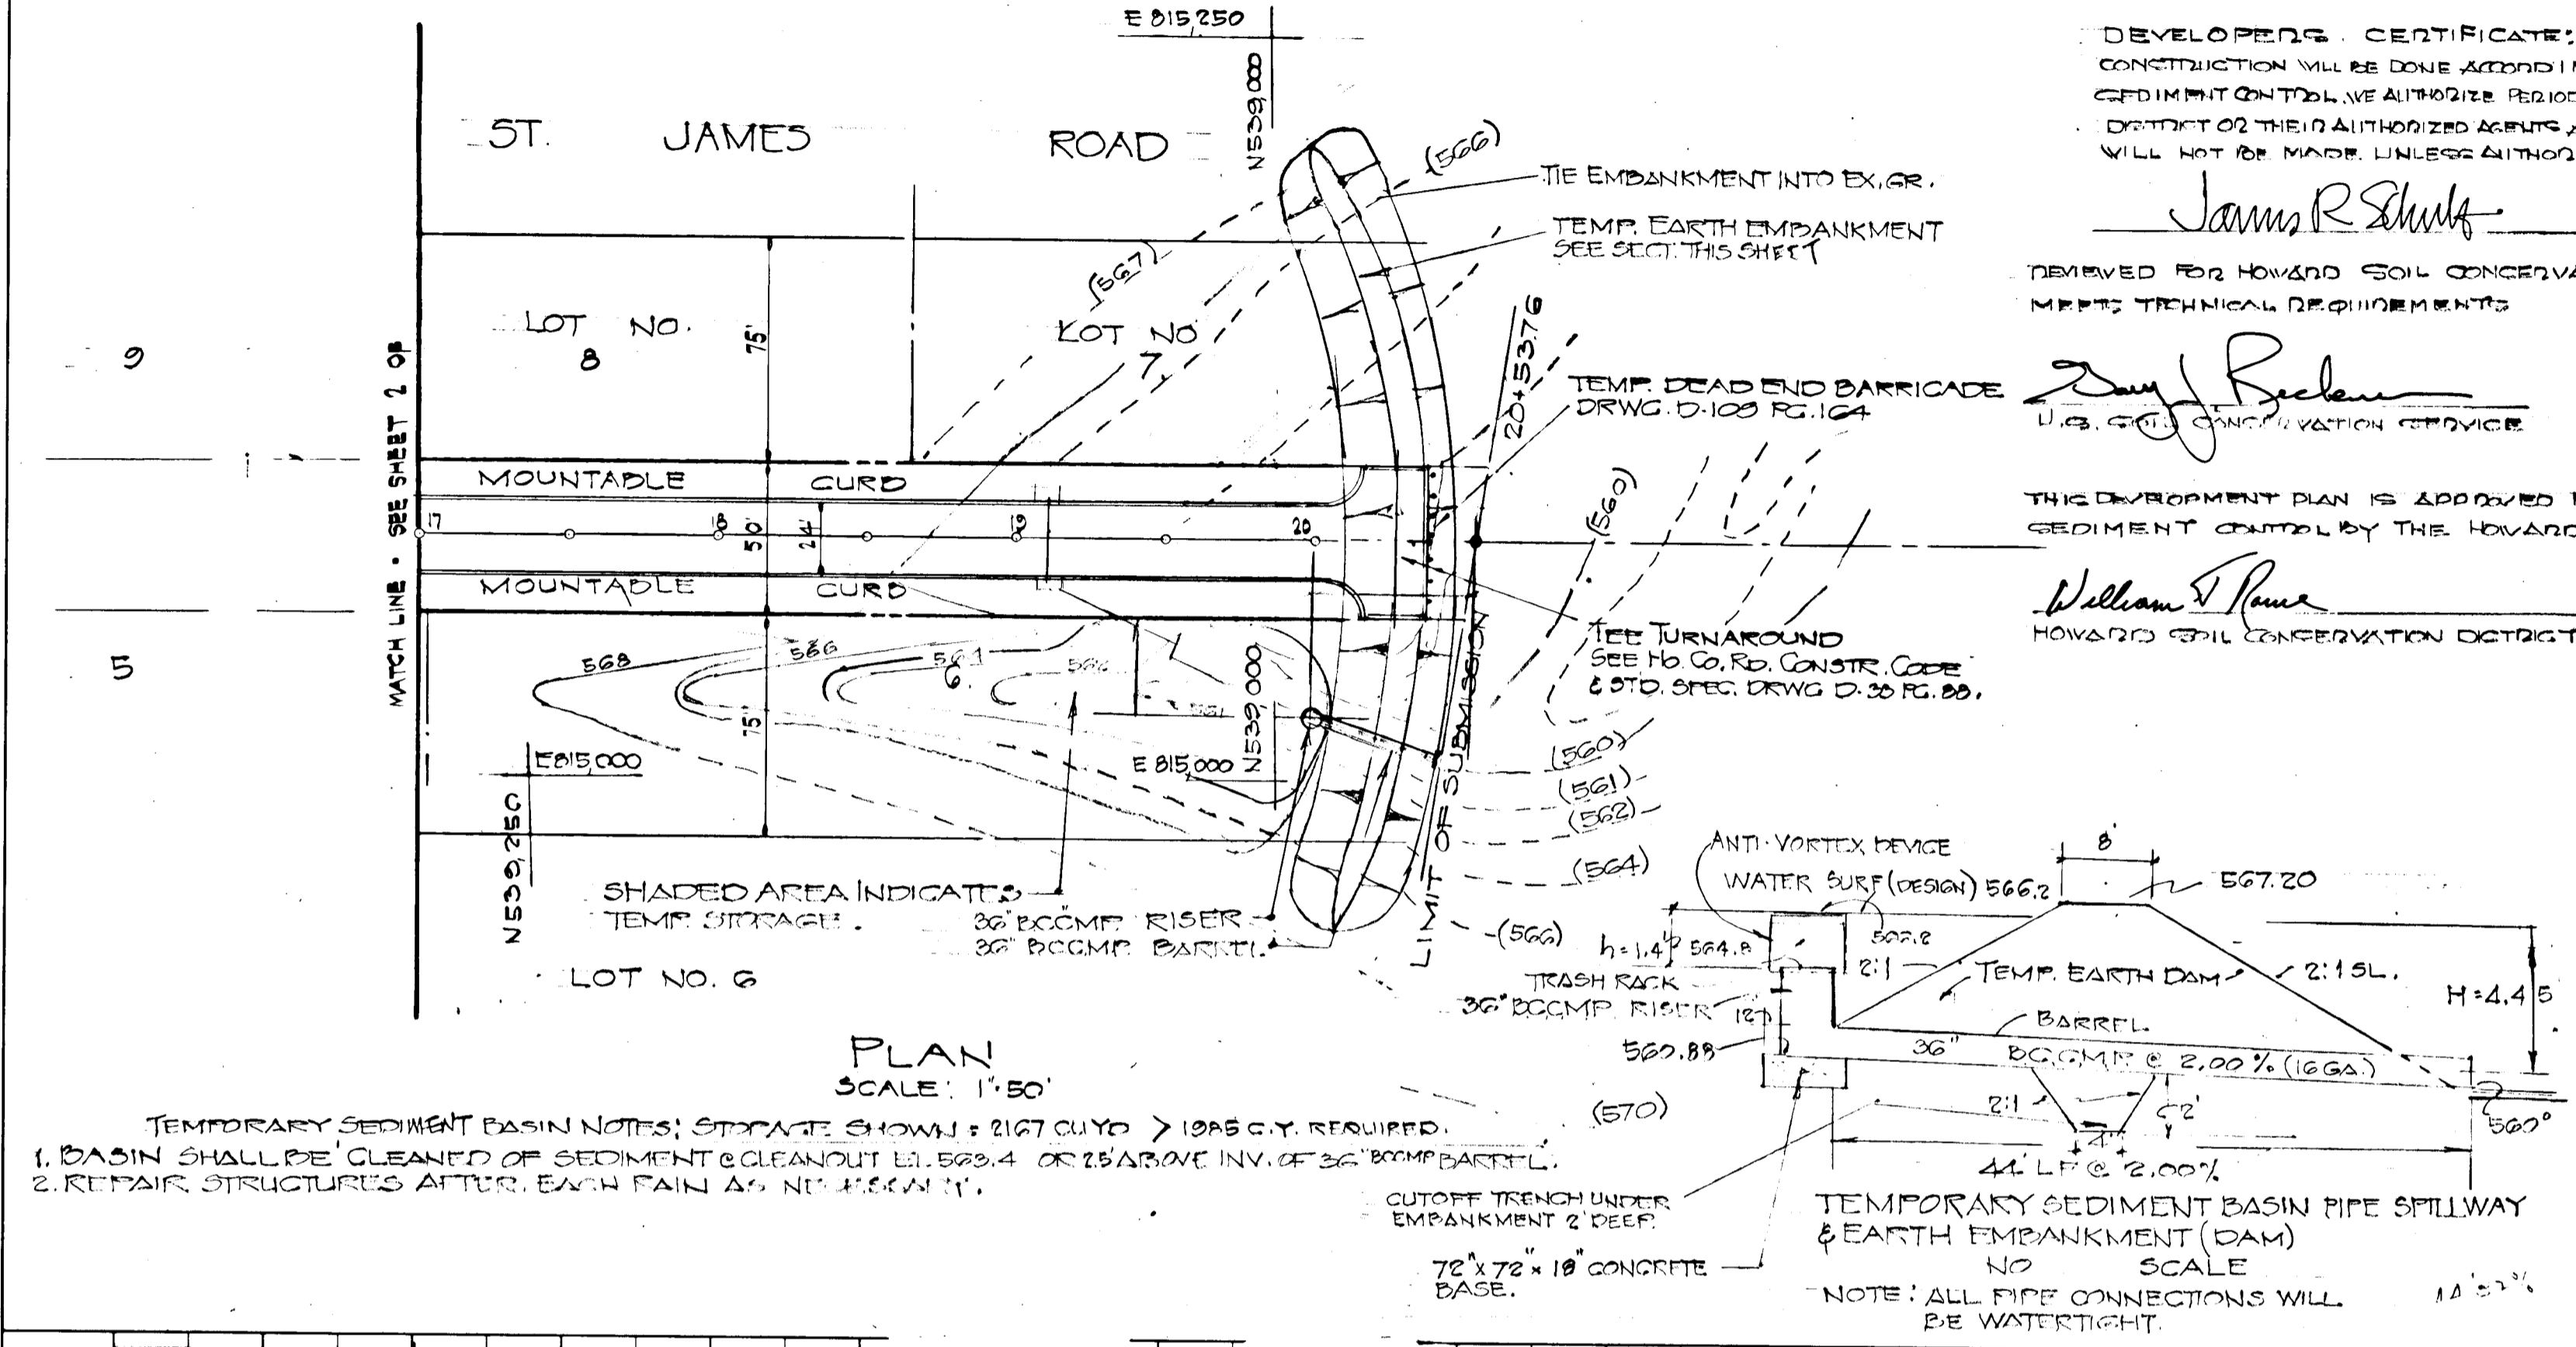 E 815,250
N539,000
ST. JAMES ROAD
(566)
(567)
TIE EMBANKMENT INTO EX. GR.
TEMP. EARTH EMBANKMENT
SEE SECT. THIS SHEET
LOT NO.
8
LOT NO
7
75'
9
5
MATCH LINE - SEE SHEET 2 OF
20+53.76
TEMP. DEAD END BARRICADE
DRWG. D-109 PG. 164
MOUNTABLE CURB
17
18
19
20
50'
24'
MOUNTABLE CURB
(560)
TEE TURNAROUND
SEE HO. CO. RD. CONSTR. CODE
& STD. SPEC. DRWG D-38 PG. 88.
568
566
6
75'
E815,000
N539,250
E 815,000
N539,000
LIMIT OF SUBMISSION
(560)
(561)
(562)
(564)
(566)
(570)
SHADED AREA INDICATES
TEMP. STORAGE.
36" BCCMP RISER
36" BCCMP BARREL
LOT NO. 6
PLAN
SCALE: 1"=50'
TEMPORARY SEDIMENT BASIN NOTES: STORAGE SHOWN = 2167 CU YD > 1985 C.Y. REQUIRED.
1. BASIN SHALL BE CLEANED OF SEDIMENT @ CLEANOUT EL. 563.4 OR 2.5' ABOVE INV. OF 36" BCCMP BARREL.
2. REPAIR STRUCTURES AFTER EACH RAIN AS NECESSARY.
DEVELOPERS CERTIFICATE:
CONSTRUCTION WILL BE DONE ACCORDI
SEDIMENT CONTROL. WE AUTHORIZE PERIOD
DISTRICT OR THEIR AUTHORIZED AGENTS A
WILL NOT BE MADE UNLESS AUTHOR
James R Schulz
REVIEWED FOR HOWARD SOIL CONSERVA
MEETS TECHNICAL REQUIREMENTS
U.S. SOIL CONSERVATION SERVICE
THIS DEVELOPMENT PLAN IS APPROVED
SEDIMENT CONTROL BY THE HOWARD
HOWARD SOIL CONSERVATION DISTRICT
ANTI-VORTEX DEVICE
WATER SURF (DESIGN) 566.2
8'
567.20
h=1.4' 564.8
TRASH RACK
36" BCCMP. RISER
2:1
TEMP. EARTH DAM
2:1 SL.
H=4.45
BARREL
36" BCCMP @ 2.00% (16GA.)
2:1
2'
4'
44' LF @ 2.00%
CUTOFF TRENCH UNDER
EMBANKMENT 2' DEEP.
72" x 72" x 18" CONCRETE
BASE.
TEMPORARY SEDIMENT BASIN PIPE SPILLWAY
& EARTH EMBANKMENT (DAM)
NO SCALE
NOTE: ALL PIPE CONNECTIONS WILL
BE WATERTIGHT.